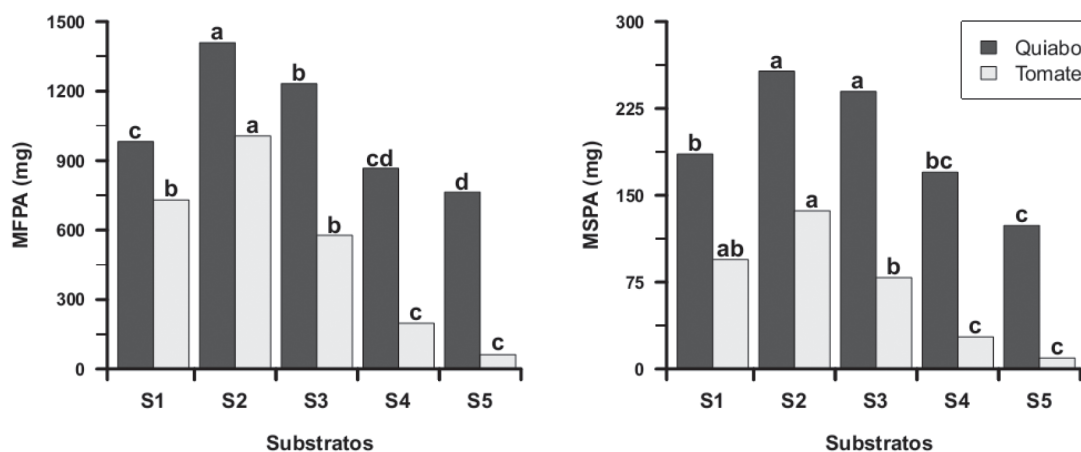 MFPA (mg)
1500
1200
900
600
300
0
c
b
a
a
b
b
cd
c
d
c
S1 S2 S3 S4 S5
Substratos
MSPA (mg)
300
225
150
75
0
b
ab
a
a
a
b
bc
c
c
c
S1 S2 S3 S4 S5
Substratos
Quiabo
Tomate